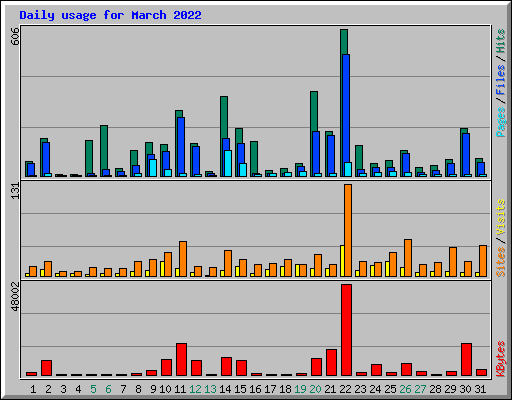 Daily usage for March 2022
606
Pages / Files / Hits
131
Sites / Visits
48002
KBytes
1 2 3 4 5 6 7 8 9 10 11 12 13 14 15 16 17 18 19 20 21 22 23 24 25 26 27 28 29 30 31